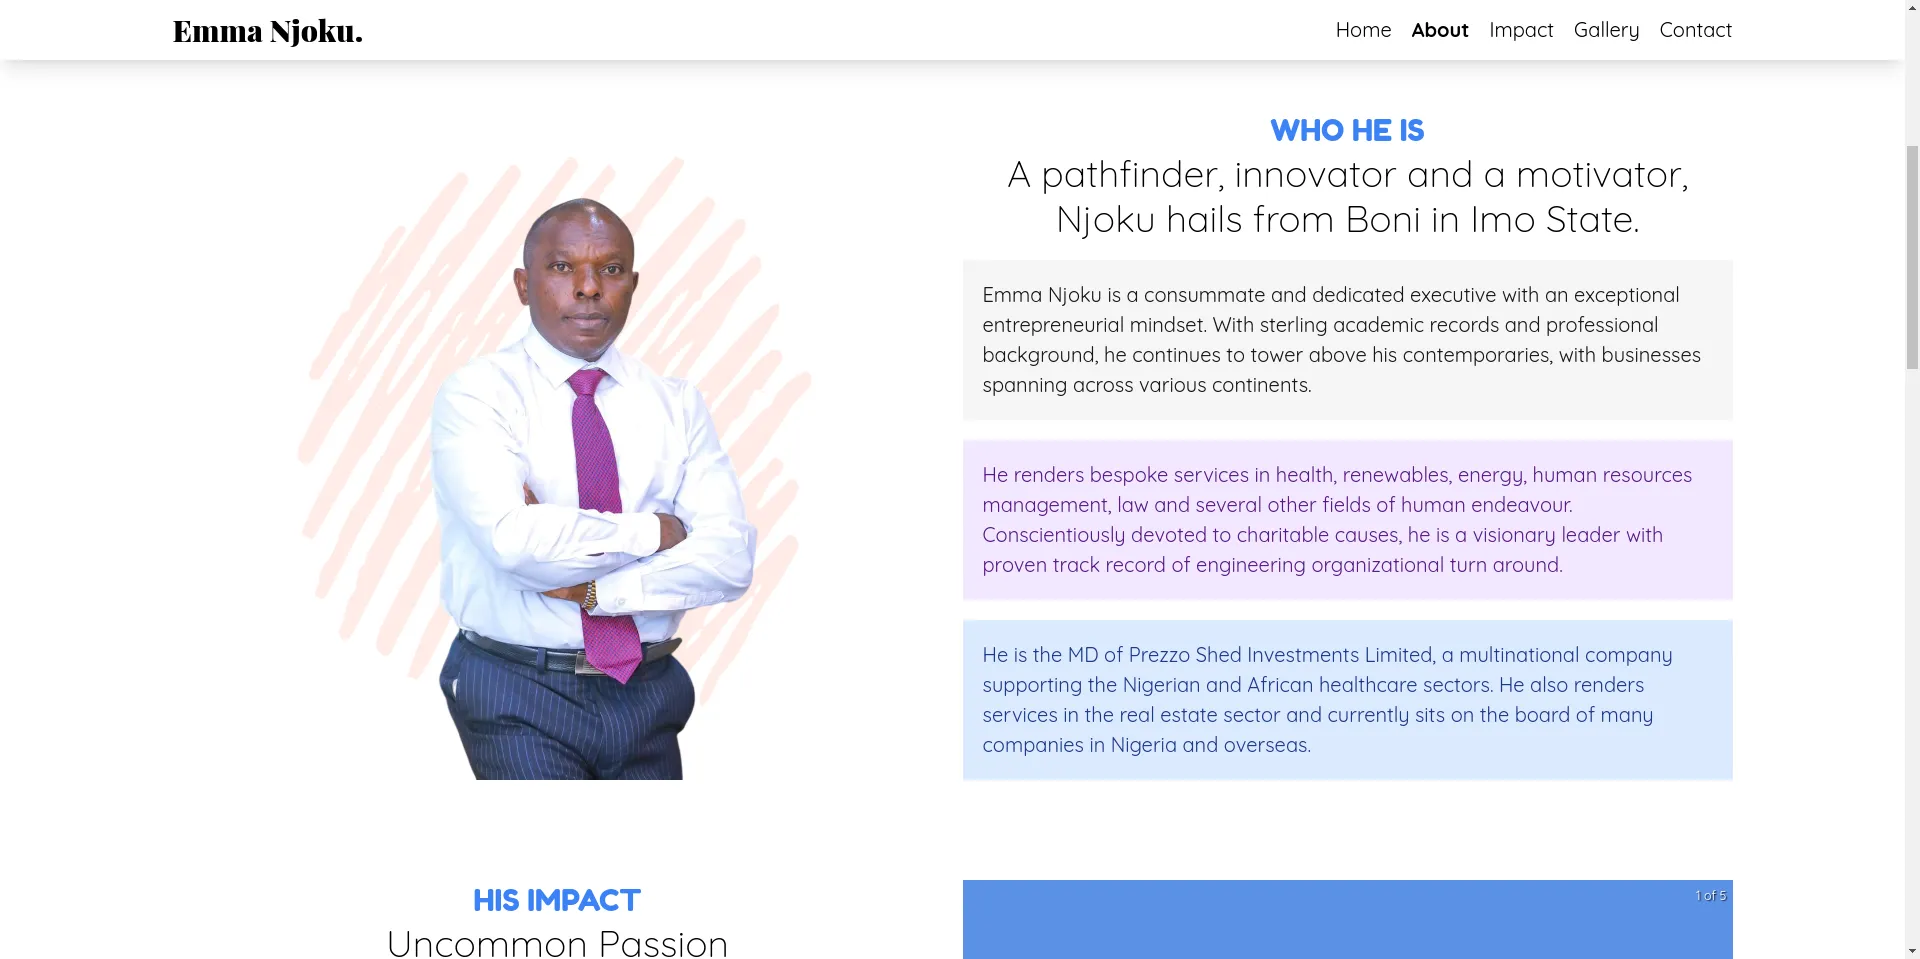 Emma Njoku.
Home About Impact Gallery Contact
WHO HE IS
A pathfinder, innovator and a motivator,
Njoku hails from Boni in Imo State.
Emma Njoku is a consummate and dedicated executive with an exceptional
entrepreneurial mindset. With sterling academic records and professional
background, he continues to tower above his contemporaries, with businesses
spanning across various continents.
He renders bespoke services in health, renewables, energy, human resources
management, law and several other fields of human endeavour.
Conscientiously devoted to charitable causes, he is a visionary leader with
proven track record of engineering organizational turn around.
He is the MD of Prezzo Shed Investments Limited, a multinational company
supporting the Nigerian and African healthcare sectors. He also renders
services in the real estate sector and currently sits on the board of many
companies in Nigeria and overseas.
HIS IMPACT
Uncommon Passion
1 of 5